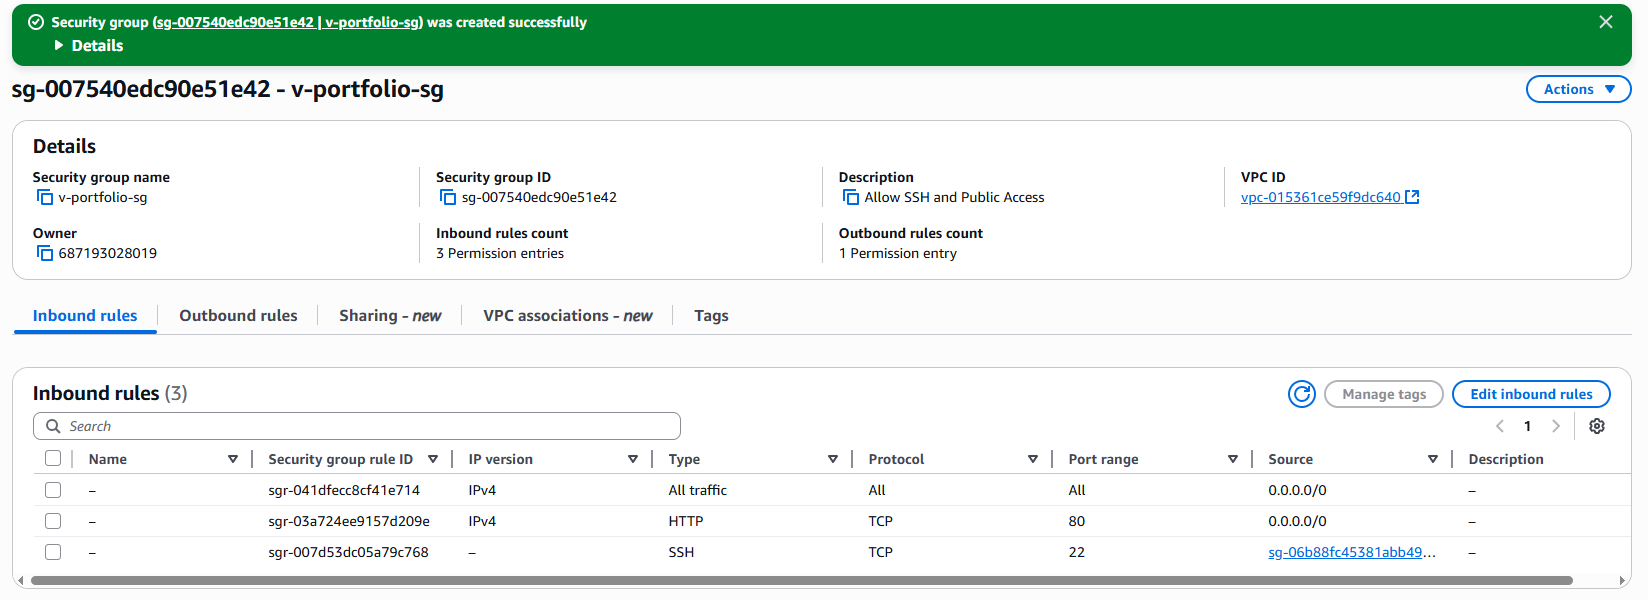 Security group (sg-007540edc90e51e42 | v-portfolio-sg) was created successfully
Details
sg-007540edc90e51e42 - v-portfolio-sg
Actions
Details
Security group name
v-portfolio-sg
Security group ID
sg-007540edc90e51e42
Description
Allow SSH and Public Access
VPC ID
vpc-015361ce59f9dc640
Owner
687193028019
Inbound rules count
3 Permission entries
Outbound rules count
1 Permission entry
Inbound rules Outbound rules Sharing - new VPC associations - new Tags
Inbound rules (3)
Manage tags
Edit inbound rules
Search
1
Name Security group rule ID IP version Type Protocol Port range Source Description
– sgr-041dfecc8cf41e714 IPv4 All traffic All All 0.0.0.0/0 –
– sgr-03a724ee9157d209e IPv4 HTTP TCP 80 0.0.0.0/0 –
– sgr-007d53dc05a79c768 – SSH TCP 22 sg-06b88fc45381abb49... –